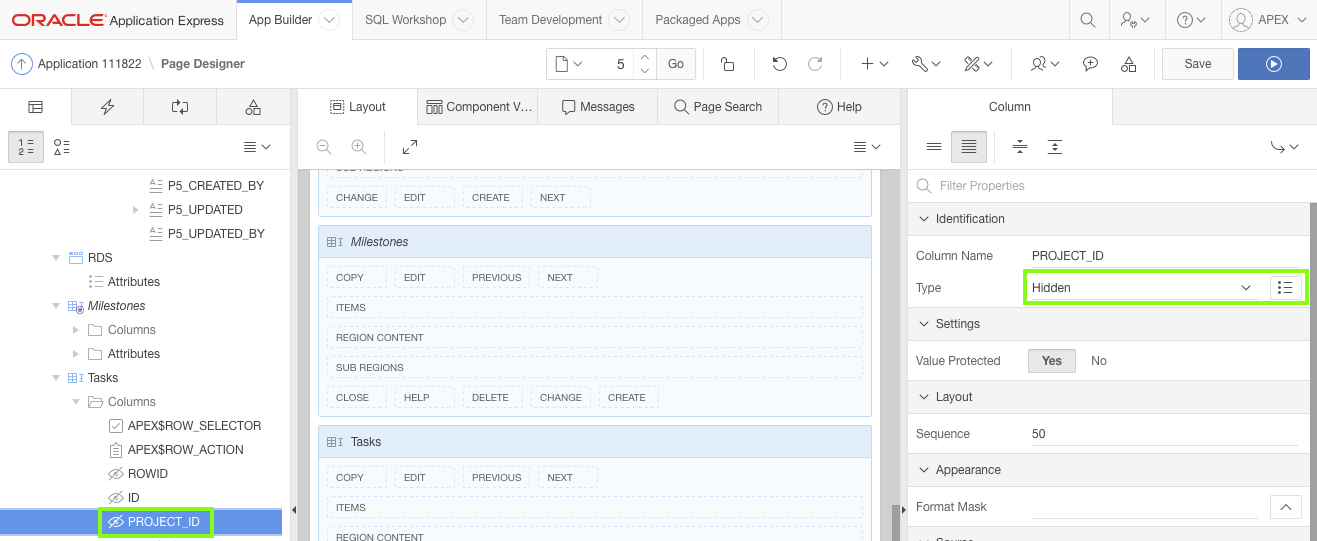 ORACLE Application Express App Builder SQL Workshop Team Development Packaged Apps APEX
Application 111822 \ Page Designer 5 Go Save
Layout Component V... Messages Page Search Help Column
1 2
Filter Properties
P5_CREATED_BY
P5_UPDATED
P5_UPDATED_BY
RDS
Attributes
Milestones
Columns
Attributes
Tasks
Columns
APEX$ROW_SELECTOR
APEX$ROW_ACTION
ROWID
ID
PROJECT_ID
SUB REGIONS
CHANGE EDIT CREATE NEXT
Milestones
COPY EDIT PREVIOUS NEXT
ITEMS
REGION CONTENT
SUB REGIONS
CLOSE HELP DELETE CHANGE CREATE
Tasks
COPY EDIT PREVIOUS NEXT
ITEMS
REGION CONTENT
Identification
Column Name PROJECT_ID
Type Hidden
Settings
Value Protected Yes No
Layout
Sequence 50
Appearance
Format Mask
Source